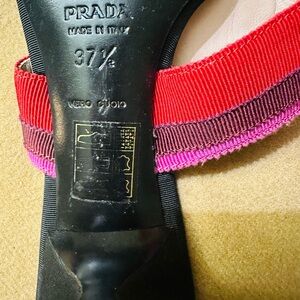 PRADA
MADE IN ITALY
37½
VERO CUOIO